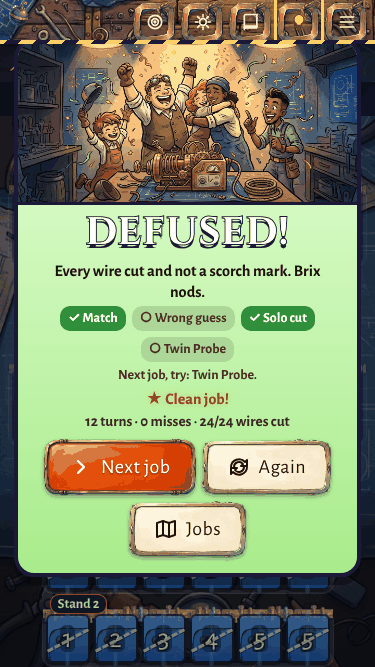 DEFUSED!
Every wire cut and not a scorch mark. Brix
nods.
✓ Match ○ Wrong guess ✓ Solo cut
○ Twin Probe
Next job, try: Twin Probe.
★ Clean job!
12 turns · 0 misses · 24/24 wires cut
Next job Again
Jobs
Stand 2
1 2 3 4 5 5